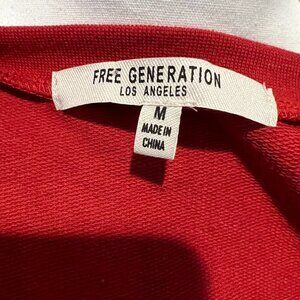 FREE GENERATION
LOS ANGELES
M
MADE IN
CHINA